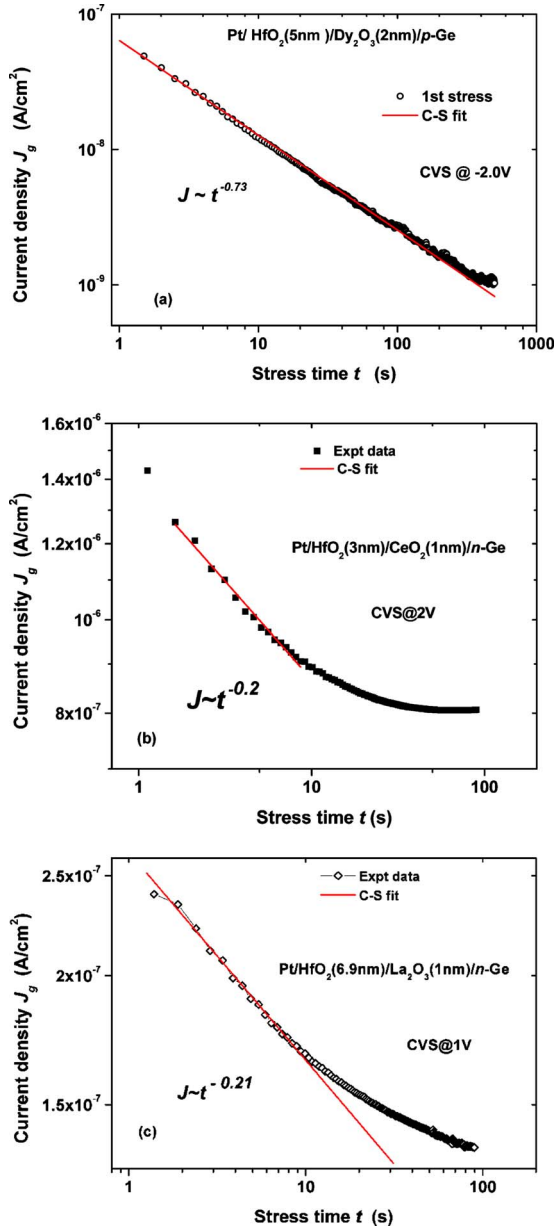 10⁻⁷
Pt/ HfO₂(5nm )/Dy₂O₃(2nm)/p-Ge
1st stress
C-S fit
10⁻⁸
CVS @ -2.0V
J ~ t⁻⁰·⁷³
10⁻⁹
(a)
Current density J_g (A/cm²)
1 10 100 1000
Stress time t (s)
1.6x10⁻⁶
Expt data
C-S fit
1.4x10⁻⁶
1.2x10⁻⁶
Pt/HfO₂(3nm)/CeO₂(1nm)/n-Ge
10⁻⁶
CVS@2V
J~t⁻⁰·²
8x10⁻⁷
(b)
Current density J_g (A/cm²)
1 10 100
Stress time t (s)
2.5x10⁻⁷
Expt data
C-S fit
2x10⁻⁷
Pt/HfO₂(6.9nm)/La₂O₃(1nm)/n-Ge
CVS@1V
J~t⁻⁰·²¹
1.5x10⁻⁷
(c)
Current density J_g (A/cm²)
1 10 100
Stress time t (s)